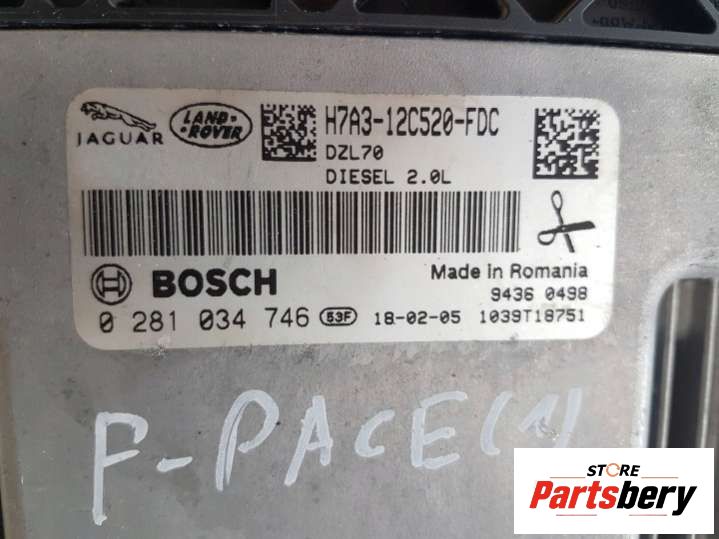 JAGUAR
LAND-
-ROVER
H7A3-12C520-FDC
DZL70
DIESEL 2.0L
BOSCH
Made in Romania
9436 0498
0 281 034 746 53F 18-02-05 1039T18751
F-PACE(1)
STORE
Partsbery